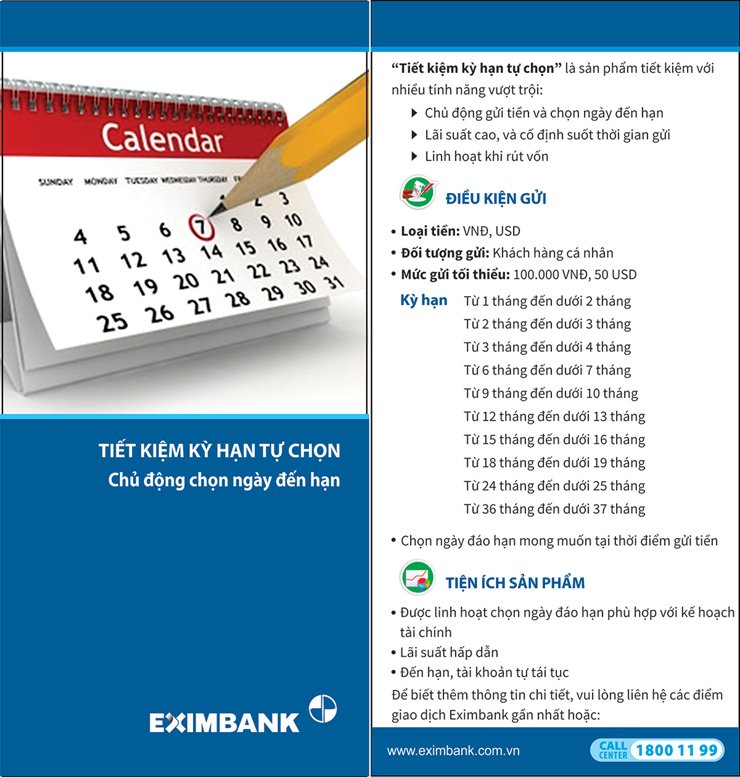 Calendar
SUNDAY MONDAY TUESDAY WEDNESDAY THURSDAY
1 2 3
4 5 6 7 8 9 10
11 12 13 14 15 16 17
18 19 20 21 22 23 24
25 26 27 28 29 30 31
TIẾT KIỆM KỲ HẠN TỰ CHỌN
Chủ động chọn ngày đến hạn
EXIMBANK
“Tiết kiệm kỳ hạn tự chọn” là sản phẩm tiết kiệm với
nhiều tính năng vượt trội:
Chủ động gửi tiền và chọn ngày đến hạn
Lãi suất cao, và cố định suốt thời gian gửi
Linh hoạt khi rút vốn
ĐIỀU KIỆN GỬI
• Loại tiền: VNĐ, USD
• Đối tượng gửi: Khách hàng cá nhân
• Mức gửi tối thiểu: 100.000 VNĐ, 50 USD
Kỳ hạn Từ 1 tháng đến dưới 2 tháng
Từ 2 tháng đến dưới 3 tháng
Từ 3 tháng đến dưới 4 tháng
Từ 6 tháng đến dưới 7 tháng
Từ 9 tháng đến dưới 10 tháng
Từ 12 tháng đến dưới 13 tháng
Từ 15 tháng đến dưới 16 tháng
Từ 18 tháng đến dưới 19 tháng
Từ 24 tháng đến dưới 25 tháng
Từ 36 tháng đến dưới 37 tháng
• Chọn ngày đáo hạn mong muốn tại thời điểm gửi tiền
TIỆN ÍCH SẢN PHẨM
• Được linh hoạt chọn ngày đáo hạn phù hợp với kế hoạch
tài chính
• Lãi suất hấp dẫn
• Đến hạn, tài khoản tự tái tục
Để biết thêm thông tin chi tiết, vui lòng liên hệ các điểm
giao dịch Eximbank gần nhất hoặc:
www.eximbank.com.vn
CALL CENTER 1800 11 99